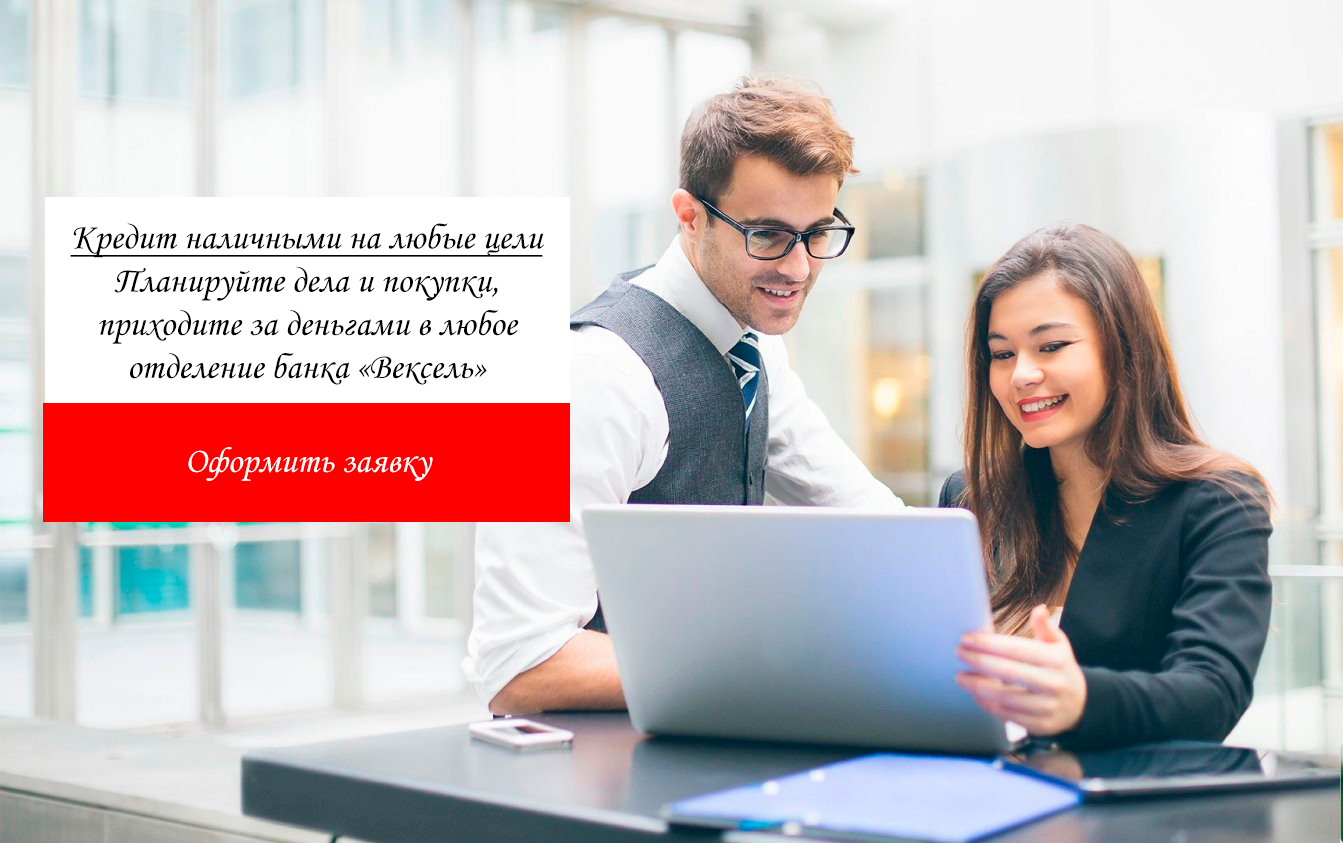 Кредит наличными на любые цели
Планируйте дела и покупки,
приходите за деньгами в любое
отделение банка «Вексель»
Оформить заявку